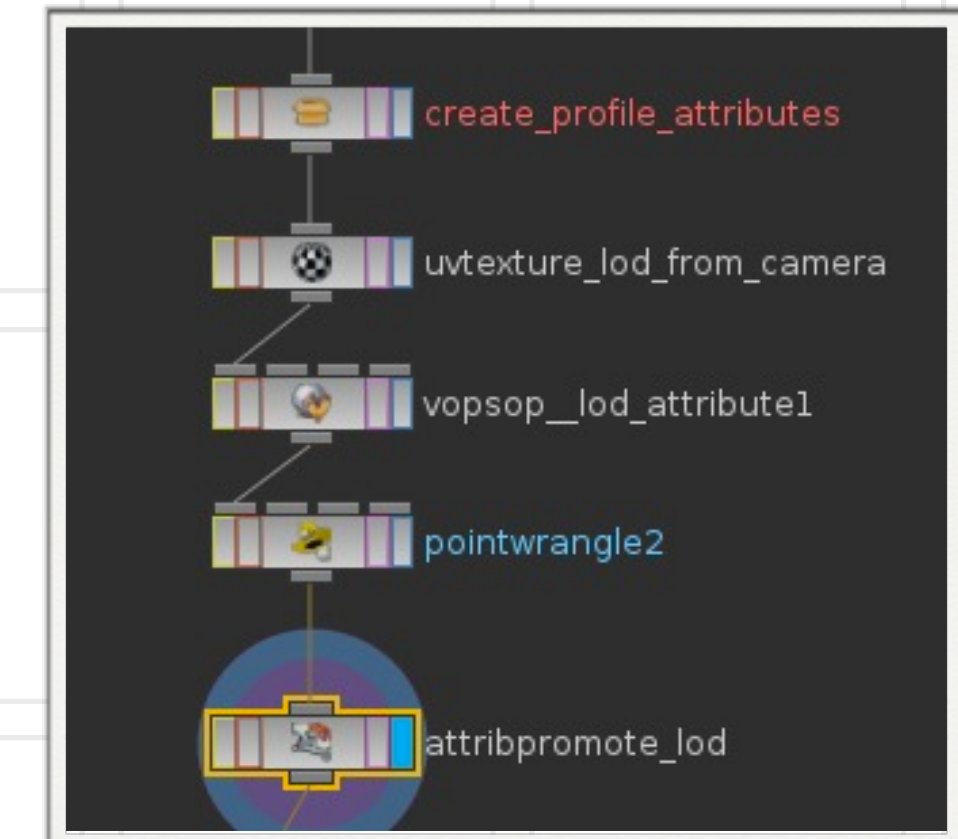 create_profile_attributes
uvtexture_lod_from_camera
vopsop__lod_attribute1
pointwrangle2
attribpromote_lod